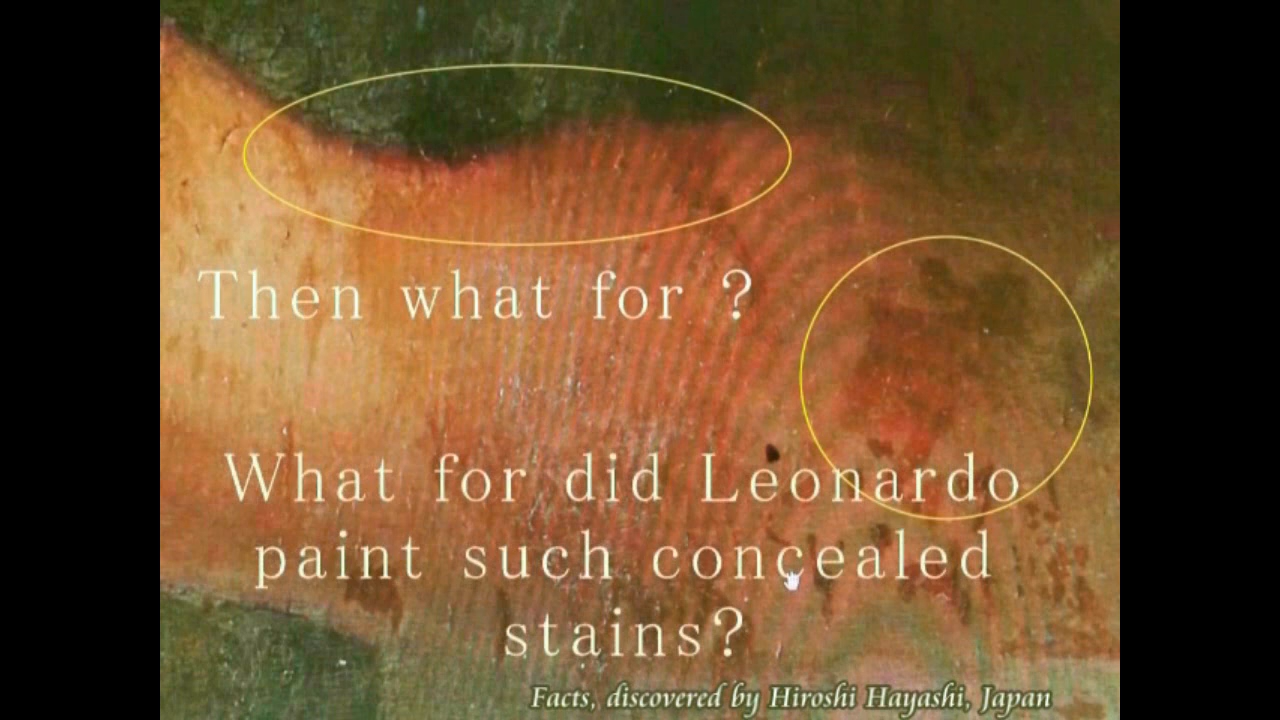 Then what for ?
What for did Leonardo
paint such concealed
stains?
Facts, discovered by Hiroshi Hayashi, Japan